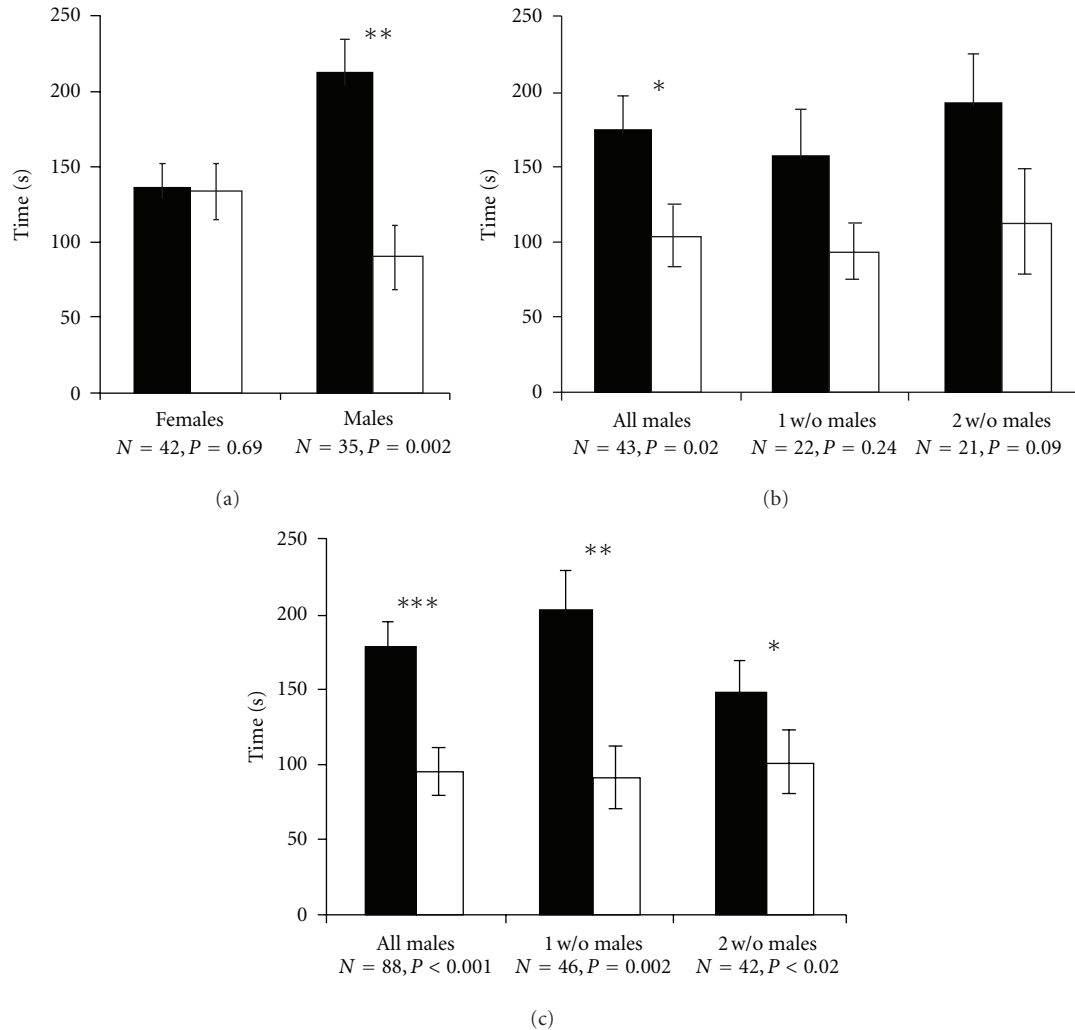 250
200
150
100
50
0
Time (s)
**
Females
N = 42, P = 0.69
Males
N = 35, P = 0.002
(a)
250
200
150
100
50
0
Time (s)
*
All males
N = 43, P = 0.02
1 w/o males
N = 22, P = 0.24
2 w/o males
N = 21, P = 0.09
(b)
250
200
150
100
50
0
Time (s)
***
**
*
All males
N = 88, P < 0.001
1 w/o males
N = 46, P = 0.002
2 w/o males
N = 42, P < 0.02
(c)